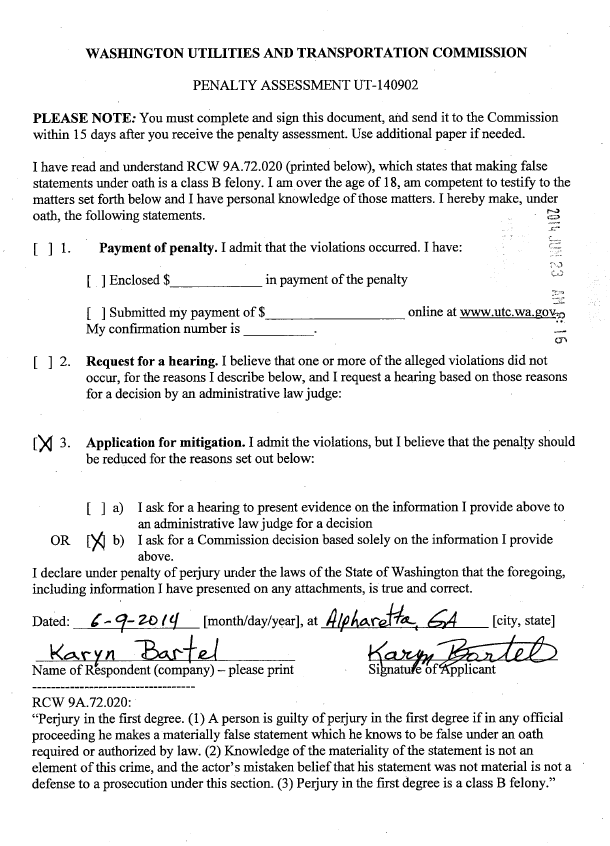 WASHINGTON UTILITIES AND TRANSPORTATION COMMISSION
PENALTY ASSESSMENT UT-140902
PLEASE NOTE: You must complete and sign this document, and send it to the Commission
within 15 days after you receive the penalty assessment. Use additional paper if needed.
I have read and understand RCW 9A.72.020 (printed below), which states that making false
statements under oath is a class B felony. I am over the age of 18, am competent to testify to the
matters set forth below and I have personal knowledge of those matters. I hereby make, under
oath, the following statements.
[ ] 1. Payment of penalty. I admit that the violations occurred. I have:
[ ] Enclosed $____________ in payment of the penalty
[ ] Submitted my payment of $____________________ online at www.utc.wa.gov.
My confirmation number is __________.
2014 JUN 23 AM : 16
[ ] 2. Request for a hearing. I believe that one or more of the alleged violations did not
occur, for the reasons I describe below, and I request a hearing based on those reasons
for a decision by an administrative law judge:
[X] 3. Application for mitigation. I admit the violations, but I believe that the penalty should
be reduced for the reasons set out below:
[ ] a) I ask for a hearing to present evidence on the information I provide above to
an administrative law judge for a decision
OR [X] b) I ask for a Commission decision based solely on the information I provide
above.
I declare under penalty of perjury under the laws of the State of Washington that the foregoing,
including information I have presented on any attachments, is true and correct.
Dated: 6-9-2014 [month/day/year], at Alpharetta, GA [city, state]
Karyn Bartel Karyn Bartel
Name of Respondent (company) – please print Signature of Applicant
-----------------------------------
RCW 9A.72.020:
“Perjury in the first degree. (1) A person is guilty of perjury in the first degree if in any official
proceeding he makes a materially false statement which he knows to be false under an oath
required or authorized by law. (2) Knowledge of the materiality of the statement is not an
element of this crime, and the actor’s mistaken belief that his statement was not material is not a
defense to a prosecution under this section. (3) Perjury in the first degree is a class B felony.”